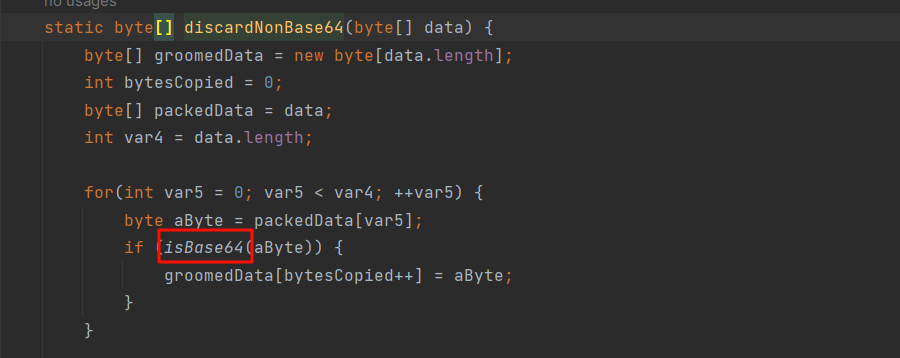 no usages
static byte[] discardNonBase64(byte[] data) {
    byte[] groomedData = new byte[data.length];
    int bytesCopied = 0;
    byte[] packedData = data;
    int var4 = data.length;
    for(int var5 = 0; var5 < var4; ++var5) {
        byte aByte = packedData[var5];
        if (isBase64(aByte)) {
            groomedData[bytesCopied++] = aByte;
        }
    }